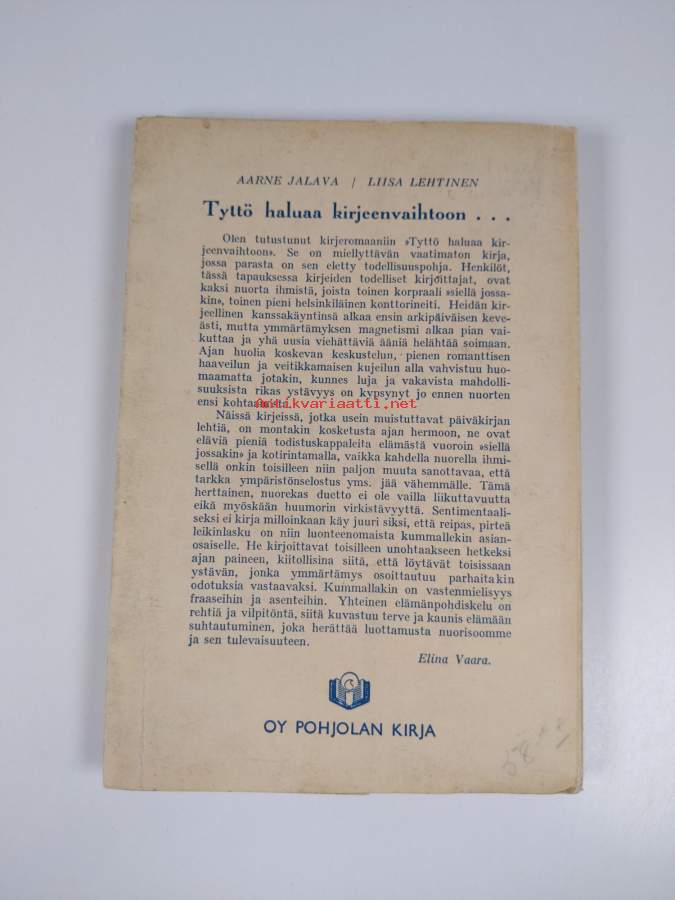 AARNE JALAVA / LIISA LEHTINEN
Tyttö haluaa kirjeenvaihtoon . . .
Olen tutustunut kirjeromaaniin »Tyttö haluaa kir-
jeenvaihtoon». Se on miellyttävän vaatimaton kirja,
jossa parasta on sen eletty todellisuuspohja. Henkilöt,
tässä tapauksessa kirjeiden todelliset kirjoittajat, ovat
kaksi nuorta ihmistä, joista toinen korpraali »siellä jossa-
kin», toinen pieni helsinkiläinen konttorineiti. Heidän kir-
jeellinen kanssakäyntinsä alkaa ensin arkipäiväisen keve-
ästi, mutta ymmärtämyksen magnetismi alkaa pian vai-
kuttaa ja yhä uusia viehättäviä ääniä helähtää soimaan.
Ajan huolia koskevan keskustelun, pienen romanttisen
haaveilun ja veitikkamaisen kujeilun alla vahvistuu huo-
maamatta jotakin, kunnes luja ja vakavista mahdolli-
suuksista rikas ystävyys on kypsynyt jo ennen nuorten
ensi kohtaamista.
Antikvariaatti.net
Näissä kirjeissä, jotka usein muistuttavat päiväkirjan
lehtiä, on montakin kosketusta ajan hermoon, ne ovat
eläviä pieniä todistuskappaleita elämästä vuoroin »siellä
jossakin» ja kotirintamalla, vaikka kahdella nuorella ihmi-
sellä onkin toisilleen niin paljon muuta sanottavaa, että
tarkka ympäristönselostus yms. jää vähemmälle. Tämä
herttainen, nuorekas duetto ei ole vailla liikuttavuutta
eikä myöskään huumorin virkistävyyttä. Sentimentaali-
seksi ei kirja milloinkaan käy juuri siksi, että reipas, pirteä
leikinlasku on niin luonteenomaista kummallekin asian-
osaiselle. He kirjoittavat toisilleen unohtaakseen hetkeksi
ajan paineen, kiitollisina siitä, että löytävät toisissaan
ystävän, jonka ymmärtämys osoittautuu parhaitakin
odotuksia vastaavaksi. Kummallakin on vastenmielisyys
fraaseihin ja asenteihin. Yhteinen elämänpohdiskelu on
rehtiä ja vilpitöntä, siitä kuvastuu terve ja kaunis elämään
suhtautuminen, joka herättää luottamusta nuorisoomme
ja sen tulevaisuuteen.
Elina Vaara.
OY POHJOLAN KIRJA
58